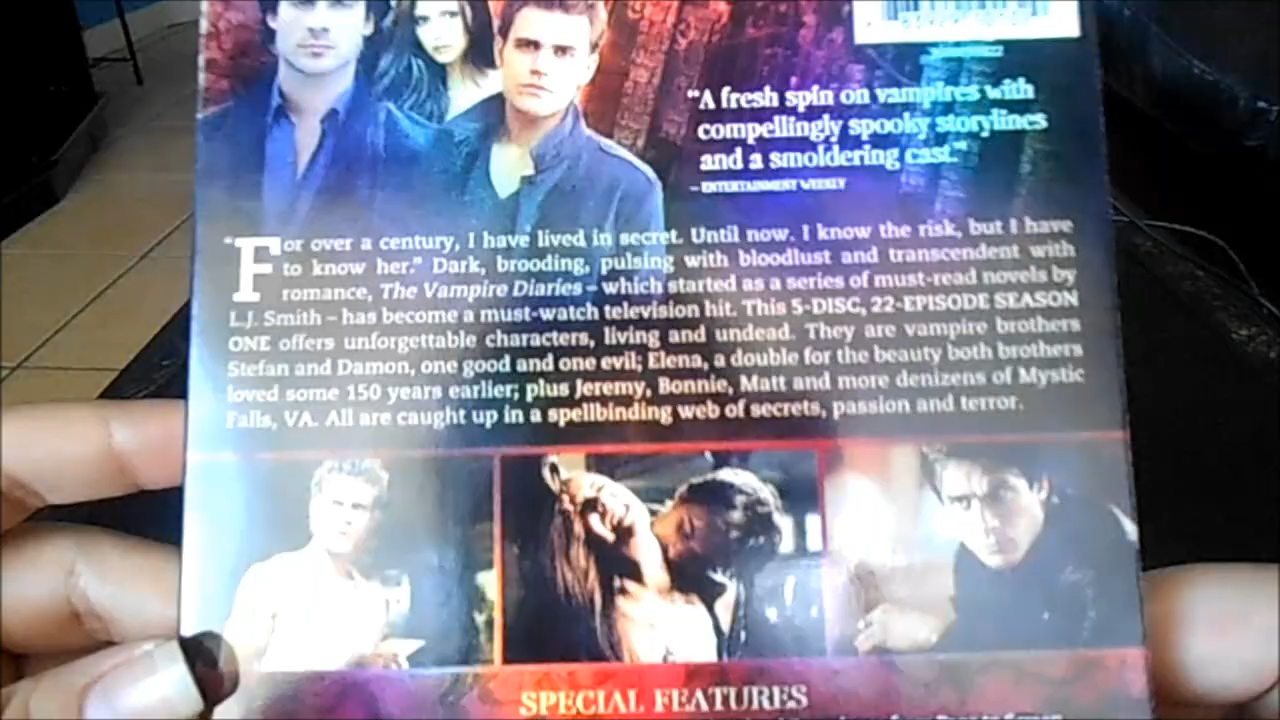 “A fresh spin on vampires with
compellingly spooky storylines
and a smoldering cast.”
– ENTERTAINMENT WEEKLY
“For over a century, I have lived in secret. Until now. I know the risk, but I have
to know her.” Dark, brooding, pulsing with bloodlust and transcendent with
romance, The Vampire Diaries – which started as a series of must-read novels by
L.J. Smith – has become a must-watch television hit. This 5-DISC, 22-EPISODE SEASON
ONE offers unforgettable characters, living and undead. They are vampire brothers
Stefan and Damon, one good and one evil; Elena, a double for the beauty both brothers
loved some 150 years earlier; plus Jeremy, Bonnie, Matt and more denizens of Mystic
Falls, VA. All are caught up in a spellbinding web of secrets, passion and terror.
SPECIAL FEATURES